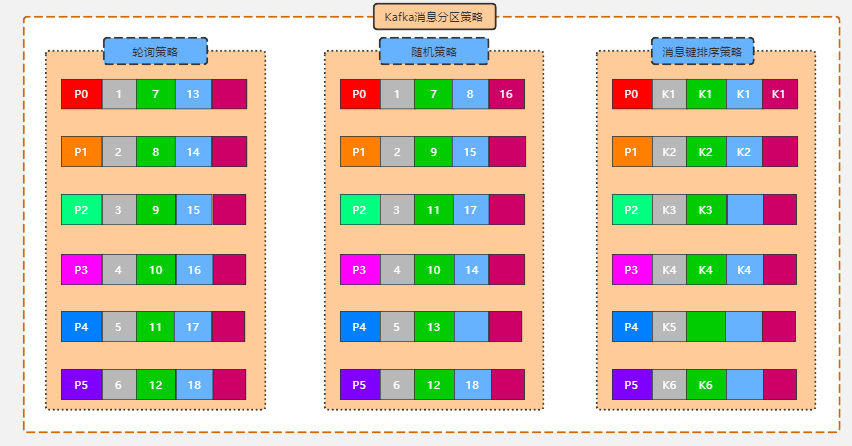 Kafka消息分区策略
轮询策略
P0 1 7 13
P1 2 8 14
P2 3 9 15
P3 4 10 16
P4 5 11 17
P5 6 12 18
随机策略
P0 1 7 8 16
P1 2 9 15
P2 3 11 17
P3 4 10 14
P4 5 13
P5 6 12 18
消息键排序策略
P0 K1 K1 K1 K1
P1 K2 K2 K2
P2 K3 K3
P3 K4 K4 K4
P4 K5
P5 K6 K6